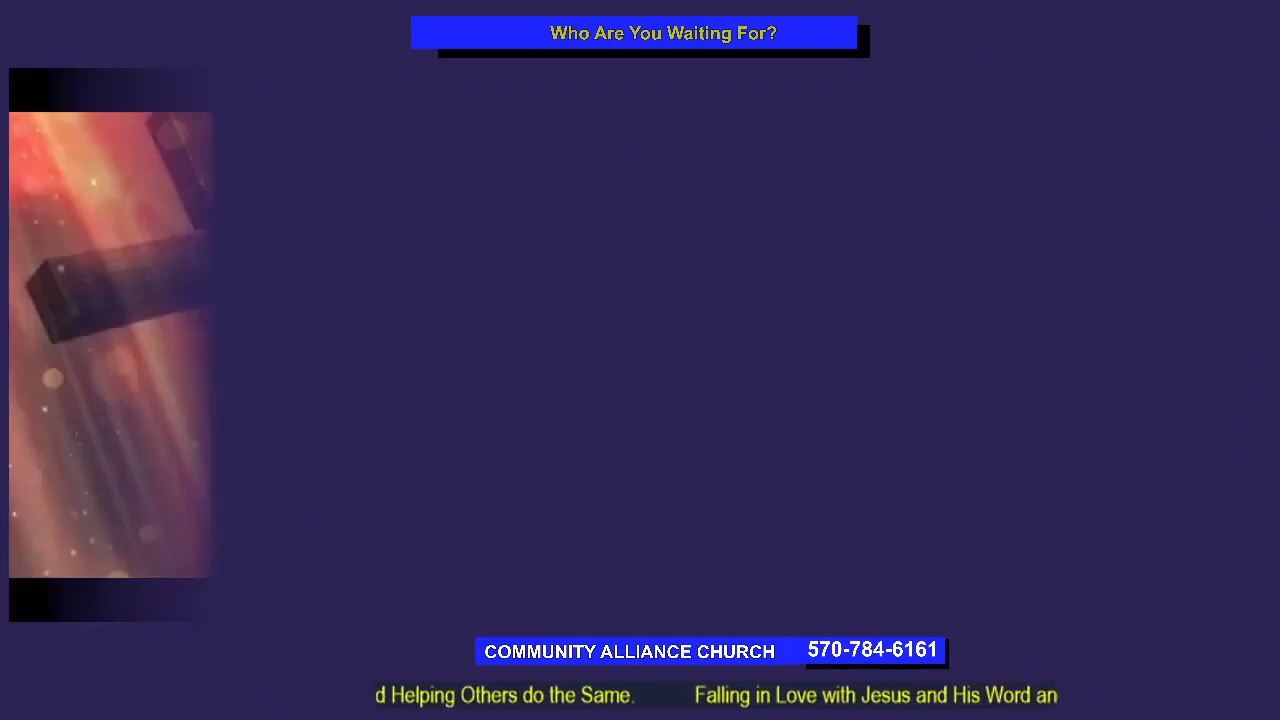 Who Are You Waiting For?
COMMUNITY ALLIANCE CHURCH 570-784-6161
d Helping Others do the Same. Falling in Love with Jesus and His Word an